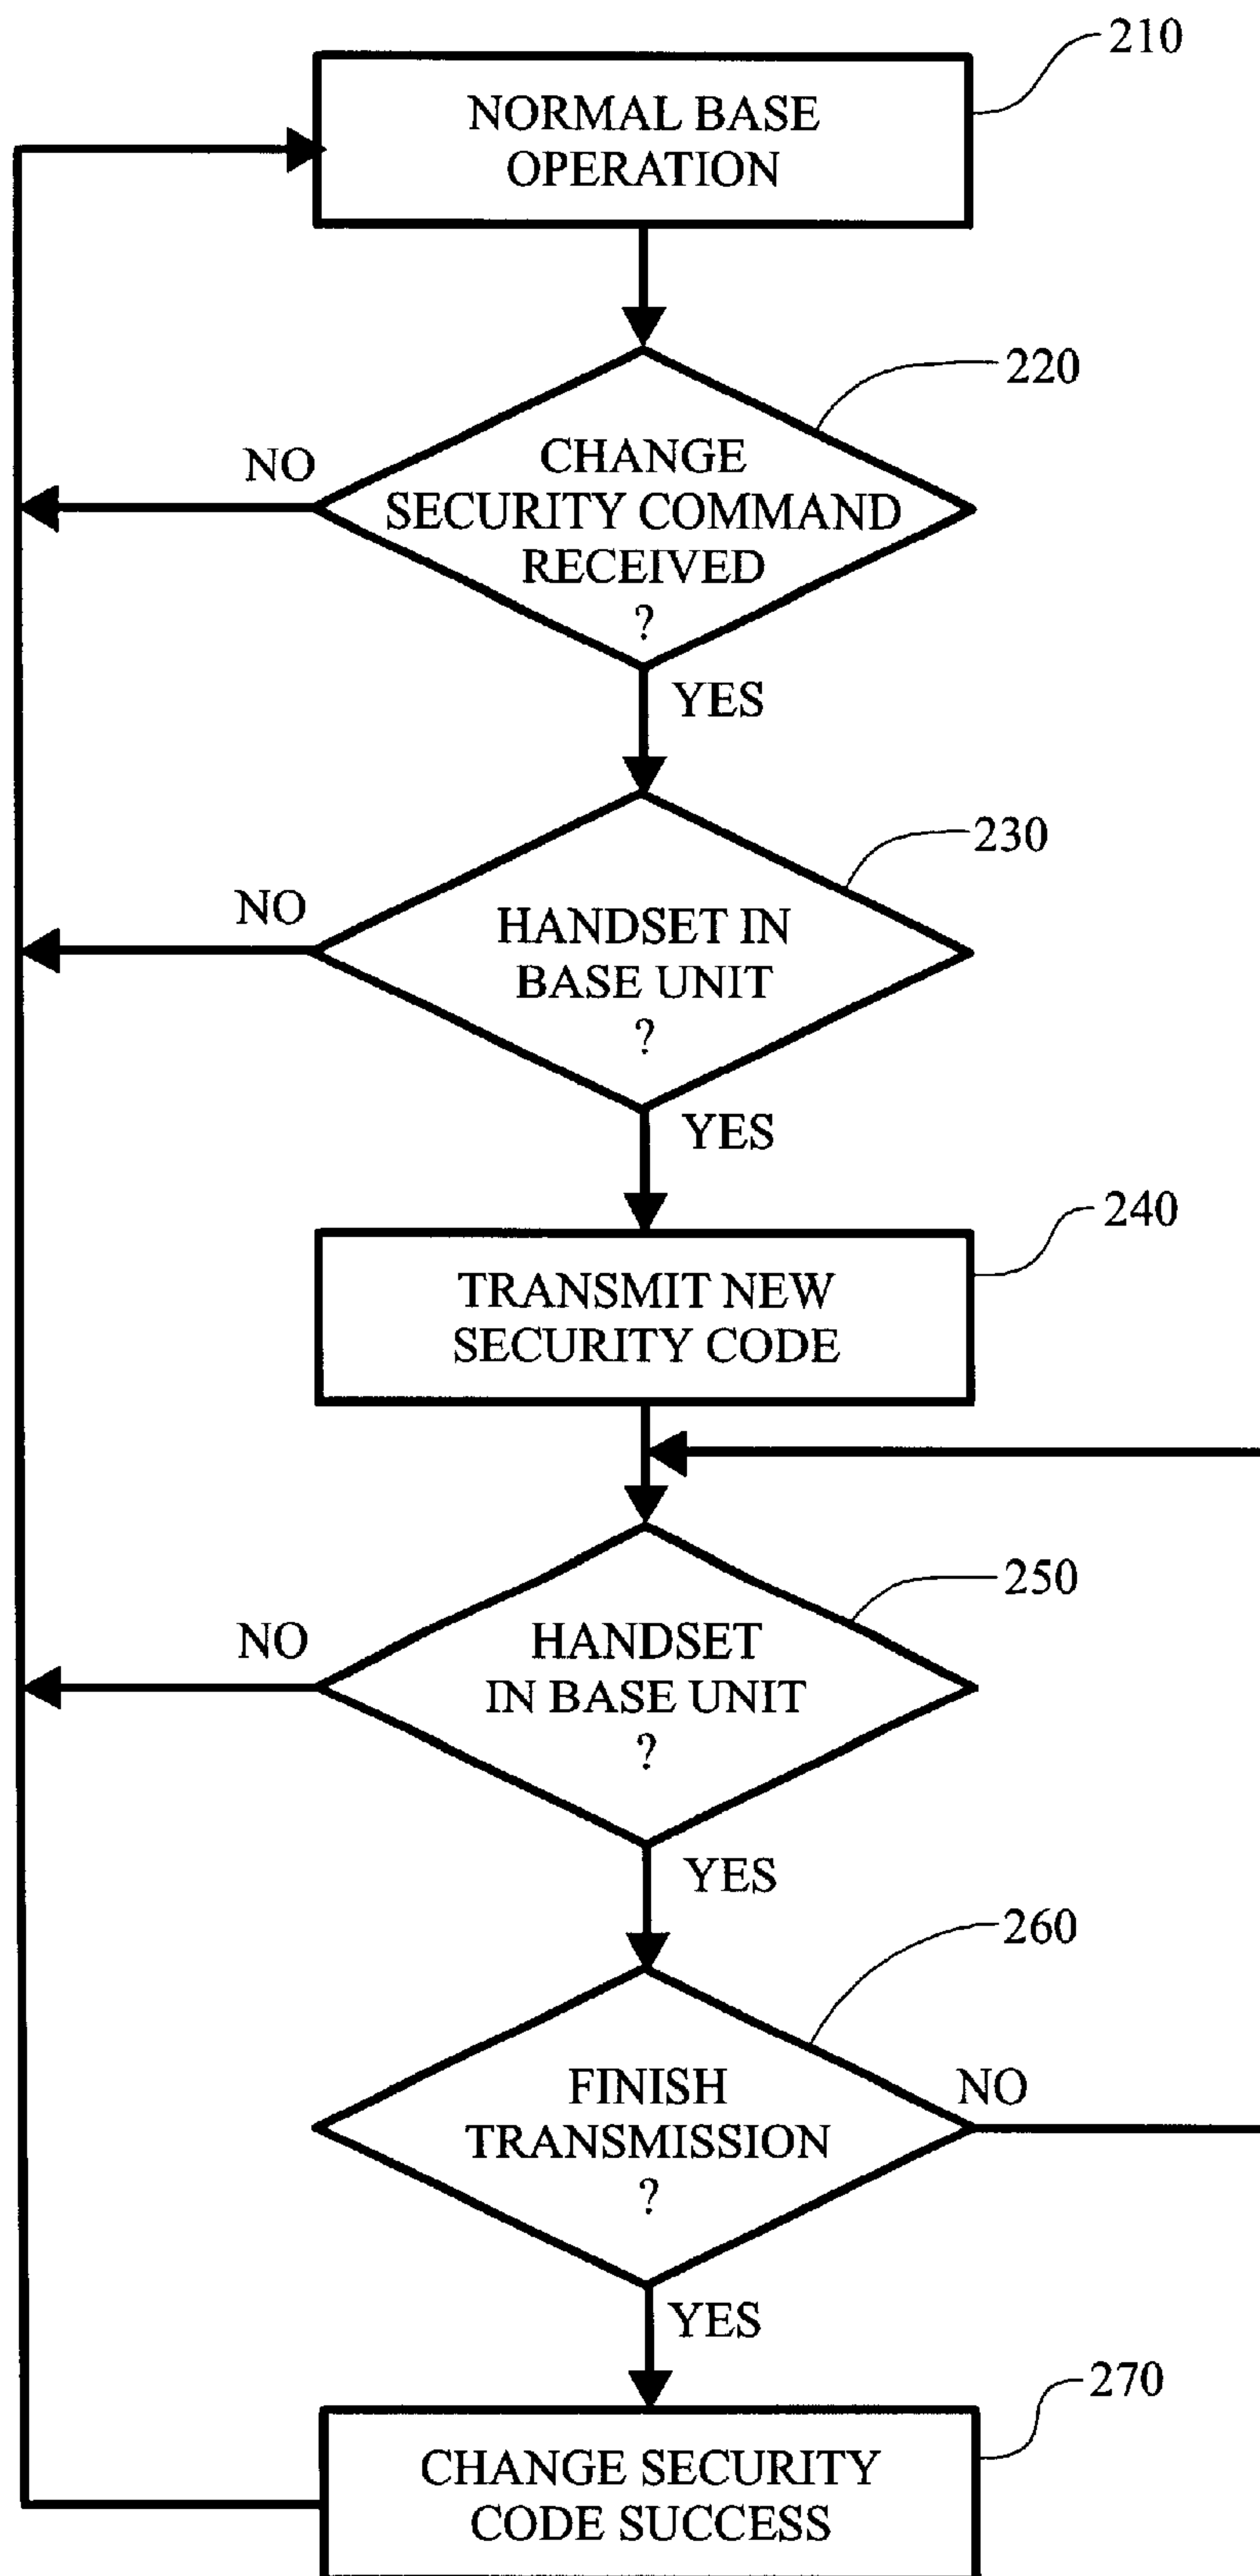 210
NORMAL BASE
OPERATION
220
NO
CHANGE
SECURITY COMMAND
RECEIVED
?
YES
230
NO
HANDSET IN
BASE UNIT
?
YES
240
TRANSMIT NEW
SECURITY CODE
250
NO
HANDSET
IN BASE UNIT
?
YES
260
FINISH
NO
TRANSMISSION
?
YES
270
CHANGE SECURITY
CODE SUCCESS